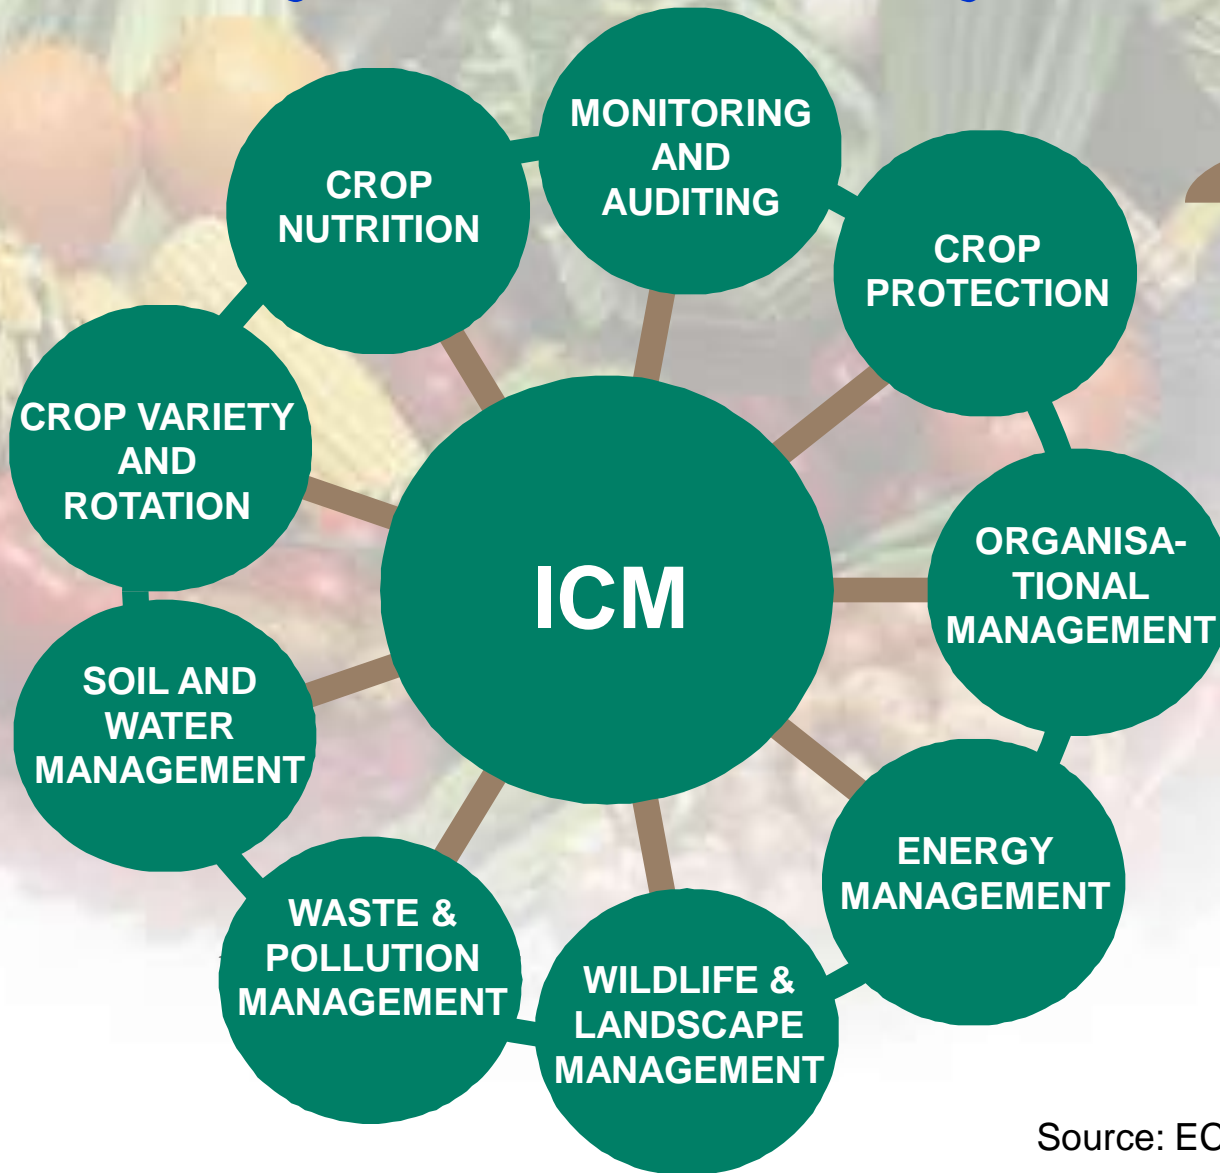 MONITORING
AND
AUDITING
CROP
NUTRITION
CROP
PROTECTION
CROP VARIETY
AND
ROTATION
ICM
ORGANISA-
TIONAL
MANAGEMENT
SOIL AND
WATER
MANAGEMENT
ENERGY
MANAGEMENT
WASTE &
POLLUTION
MANAGEMENT
WILDLIFE &
LANDSCAPE
MANAGEMENT
Source: